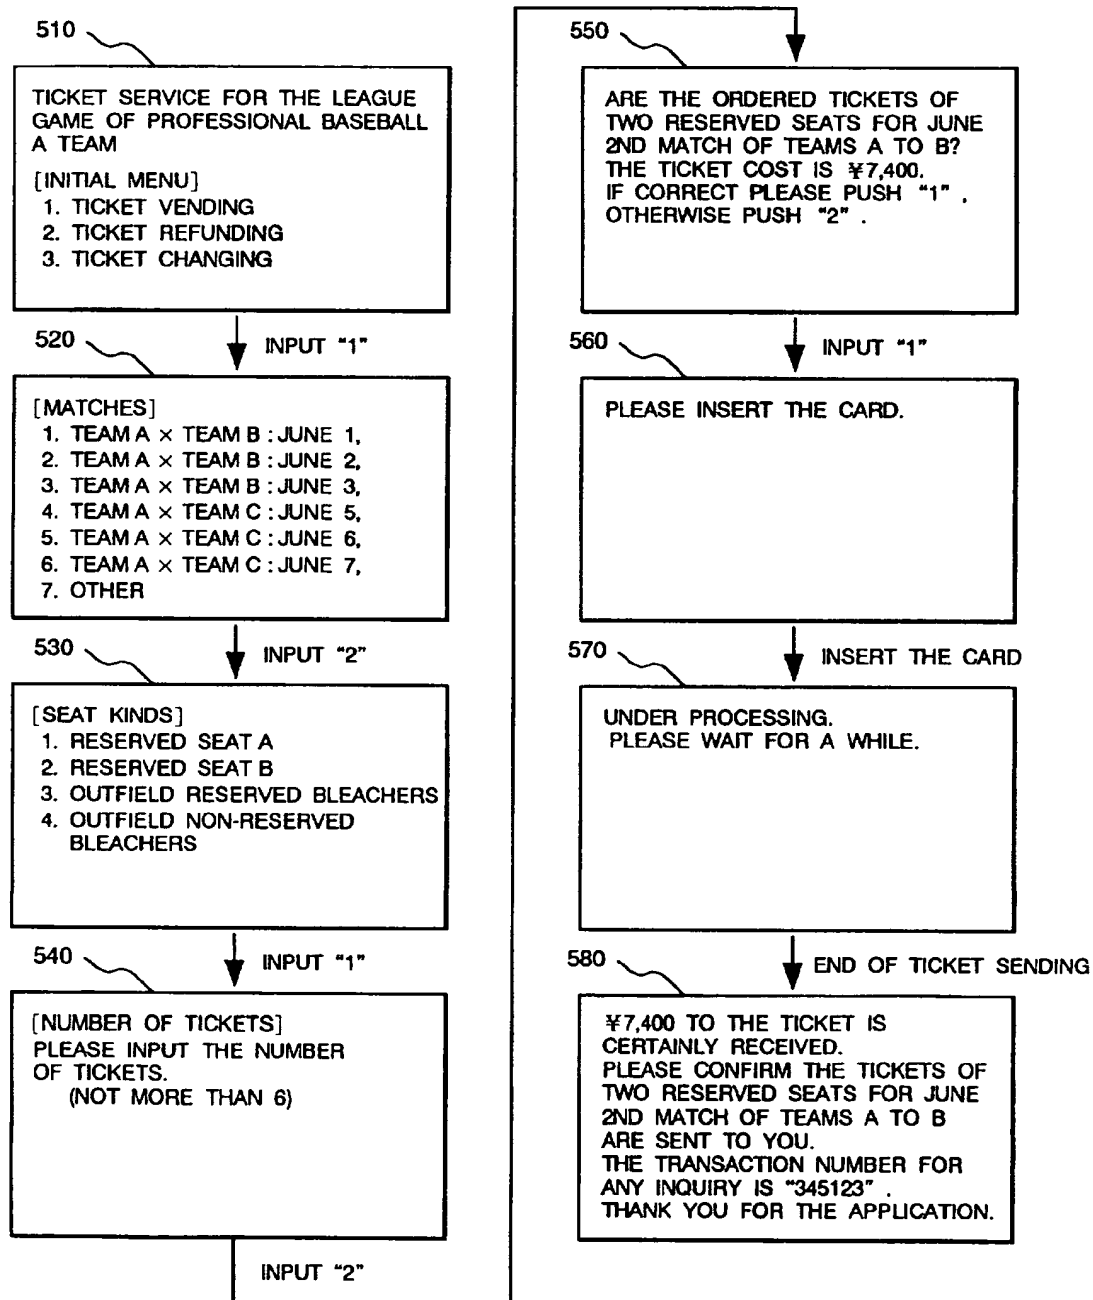 510
TICKET SERVICE FOR THE LEAGUE
GAME OF PROFESSIONAL BASEBALL
A TEAM
[INITIAL MENU]
1. TICKET VENDING
2. TICKET REFUNDING
3. TICKET CHANGING
INPUT "1"
520
[MATCHES]
1. TEAM A × TEAM B : JUNE 1,
2. TEAM A × TEAM B : JUNE 2,
3. TEAM A × TEAM B : JUNE 3,
4. TEAM A × TEAM C : JUNE 5,
5. TEAM A × TEAM C : JUNE 6,
6. TEAM A × TEAM C : JUNE 7,
7. OTHER
INPUT "2"
530
[SEAT KINDS]
1. RESERVED SEAT A
2. RESERVED SEAT B
3. OUTFIELD RESERVED BLEACHERS
4. OUTFIELD NON-RESERVED
BLEACHERS
INPUT "1"
540
[NUMBER OF TICKETS]
PLEASE INPUT THE NUMBER
OF TICKETS.
(NOT MORE THAN 6)
INPUT "2"
550
ARE THE ORDERED TICKETS OF
TWO RESERVED SEATS FOR JUNE
2ND MATCH OF TEAMS A TO B?
THE TICKET COST IS ¥7,400.
IF CORRECT PLEASE PUSH "1" ,
OTHERWISE PUSH "2" .
INPUT "1"
560
PLEASE INSERT THE CARD.
INSERT THE CARD
570
UNDER PROCESSING.
PLEASE WAIT FOR A WHILE.
END OF TICKET SENDING
580
¥7,400 TO THE TICKET IS
CERTAINLY RECEIVED.
PLEASE CONFIRM THE TICKETS OF
TWO RESERVED SEATS FOR JUNE
2ND MATCH OF TEAMS A TO B
ARE SENT TO YOU.
THE TRANSACTION NUMBER FOR
ANY INQUIRY IS "345123" .
THANK YOU FOR THE APPLICATION.